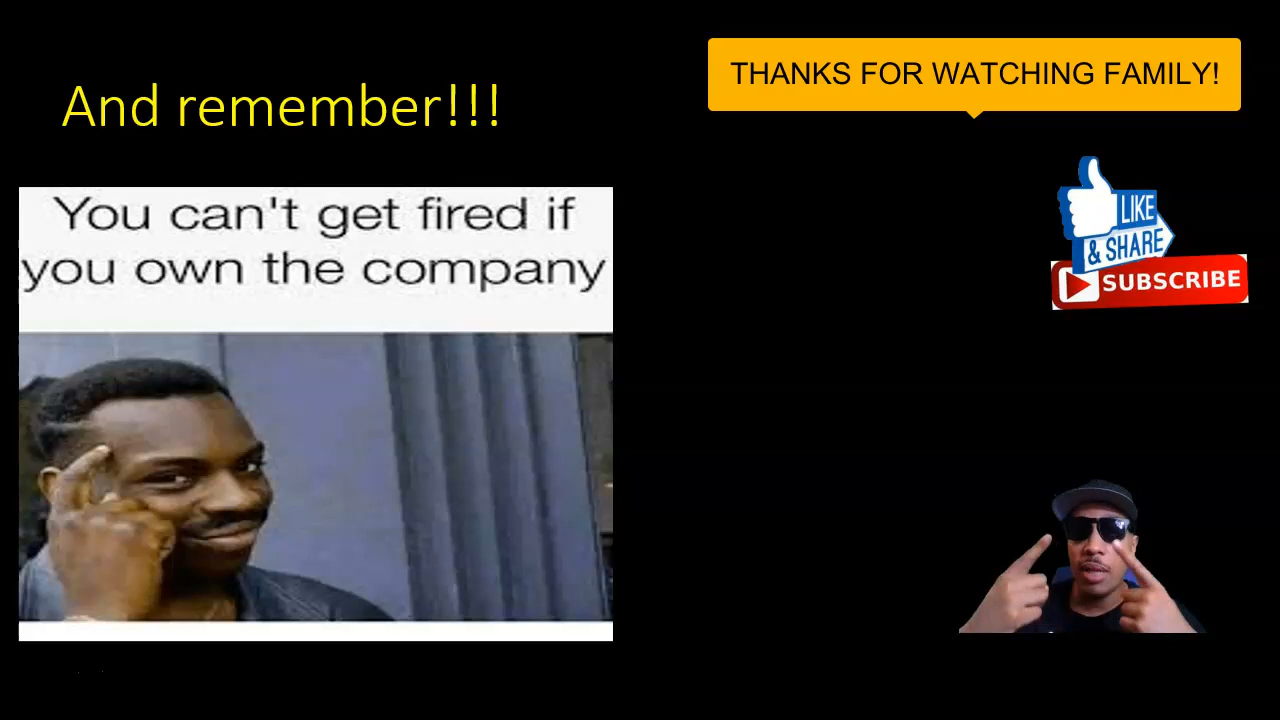 And remember!!!
THANKS FOR WATCHING FAMILY!
You can't get fired if
you own the company
LIKE
& SHARE
SUBSCRIBE